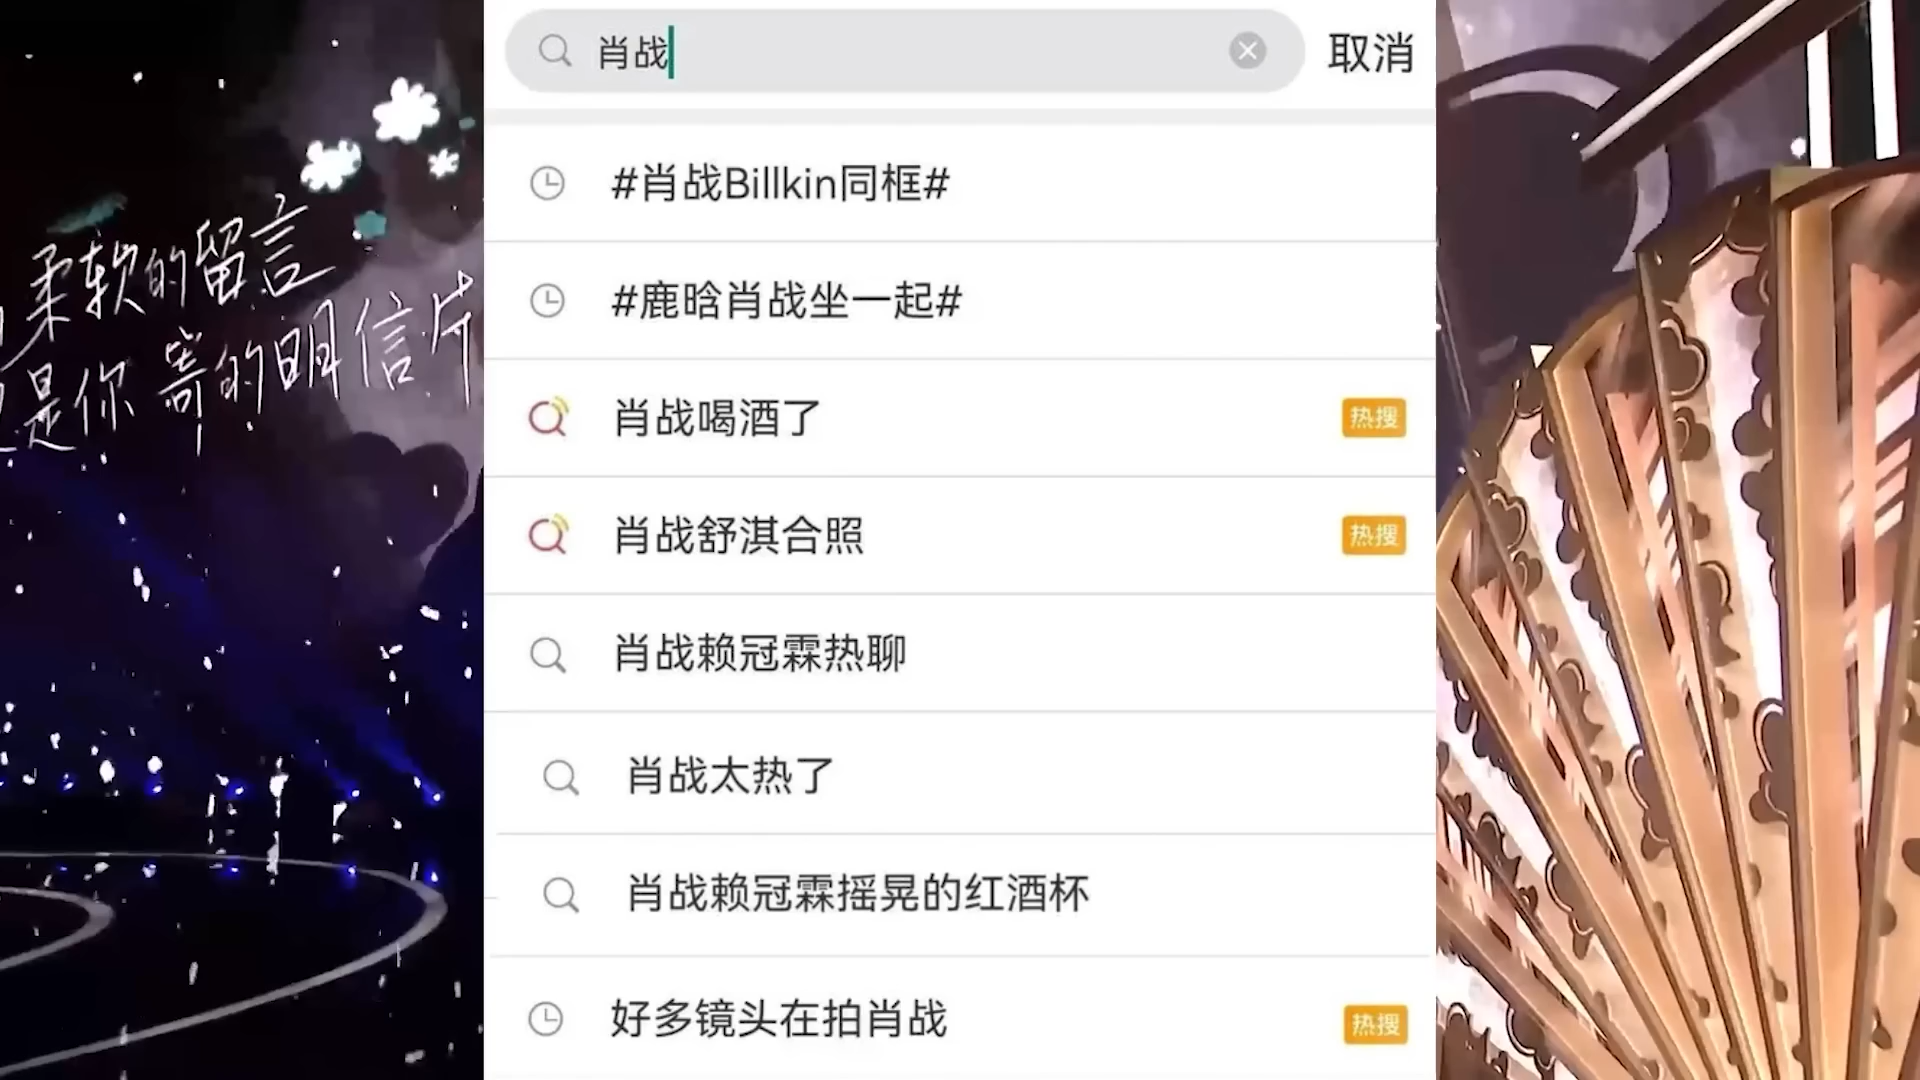 柔软的留言
是你 寄的明信片
肖战
取消
#肖战Billkin同框#
#鹿晗肖战坐一起#
肖战喝酒了
热搜
肖战舒淇合照
热搜
肖战赖冠霖热聊
肖战太热了
肖战赖冠霖摇晃的红酒杯
好多镜头在拍肖战
热搜